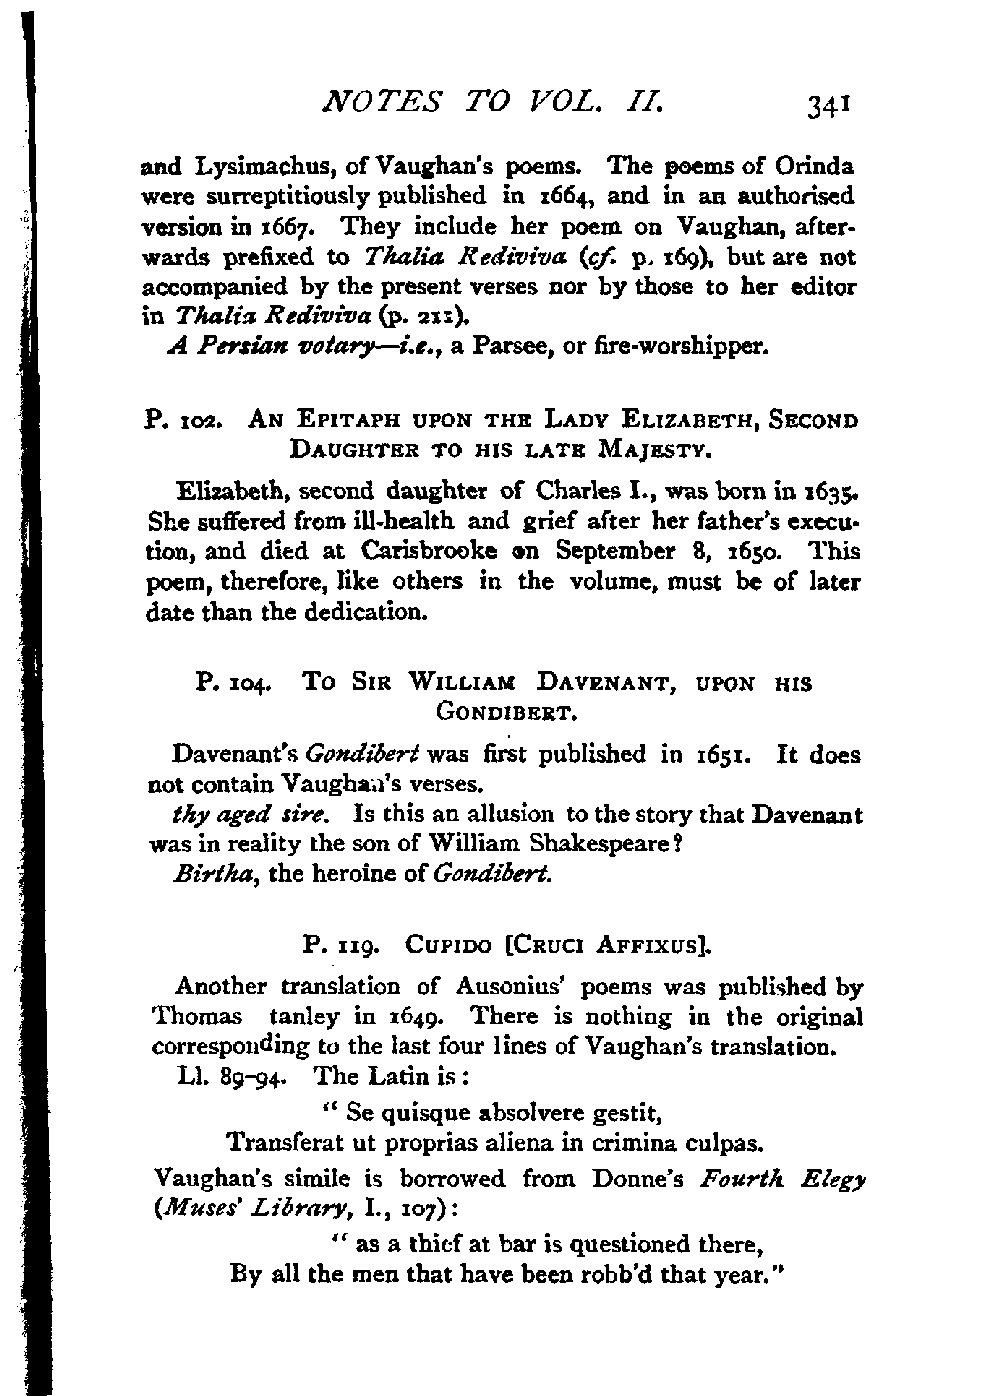 NOTES TO VOL. II. 341
and Lysimachus, of Vaughan's poems. The poems of Orinda
were surreptitiously published in 1664, and in an authorised
version in 1667. They include her poem on Vaughan, after-
wards prefixed to Thalia Rediviva (cf. p. 169), but are not
accompanied by the present verses nor by those to her editor
in Thalia Rediviva (p. 211).
A Persian votary—i.e., a Parsee, or fire-worshipper.
P. 102. AN EPITAPH UPON THE LADY ELIZABETH, SECOND
DAUGHTER TO HIS LATE MAJESTY.
Elizabeth, second daughter of Charles I., was born in 1635.
She suffered from ill-health and grief after her father's execu-
tion, and died at Carisbrooke on September 8, 1650. This
poem, therefore, like others in the volume, must be of later
date than the dedication.
P. 104. TO SIR WILLIAM DAVENANT, UPON HIS
GONDIBERT.
Davenant's Gondibert was first published in 1651. It does
not contain Vaughan's verses.
thy aged sire. Is this an allusion to the story that Davenant
was in reality the son of William Shakespeare?
Birtha, the heroine of Gondibert.
P. 119. CUPIDO [CRUCI AFFIXUS].
Another translation of Ausonius' poems was published by
Thomas tanley in 1649. There is nothing in the original
corresponding to the last four lines of Vaughan's translation.
Ll. 89-94. The Latin is:
“ Se quisque absolvere gestit,
Transferat ut proprias aliena in crimina culpas.
Vaughan's simile is borrowed from Donne's Fourth Elegy
(Muses' Library, I., 107):
“ as a thief at bar is questioned there,
By all the men that have been robb'd that year.”